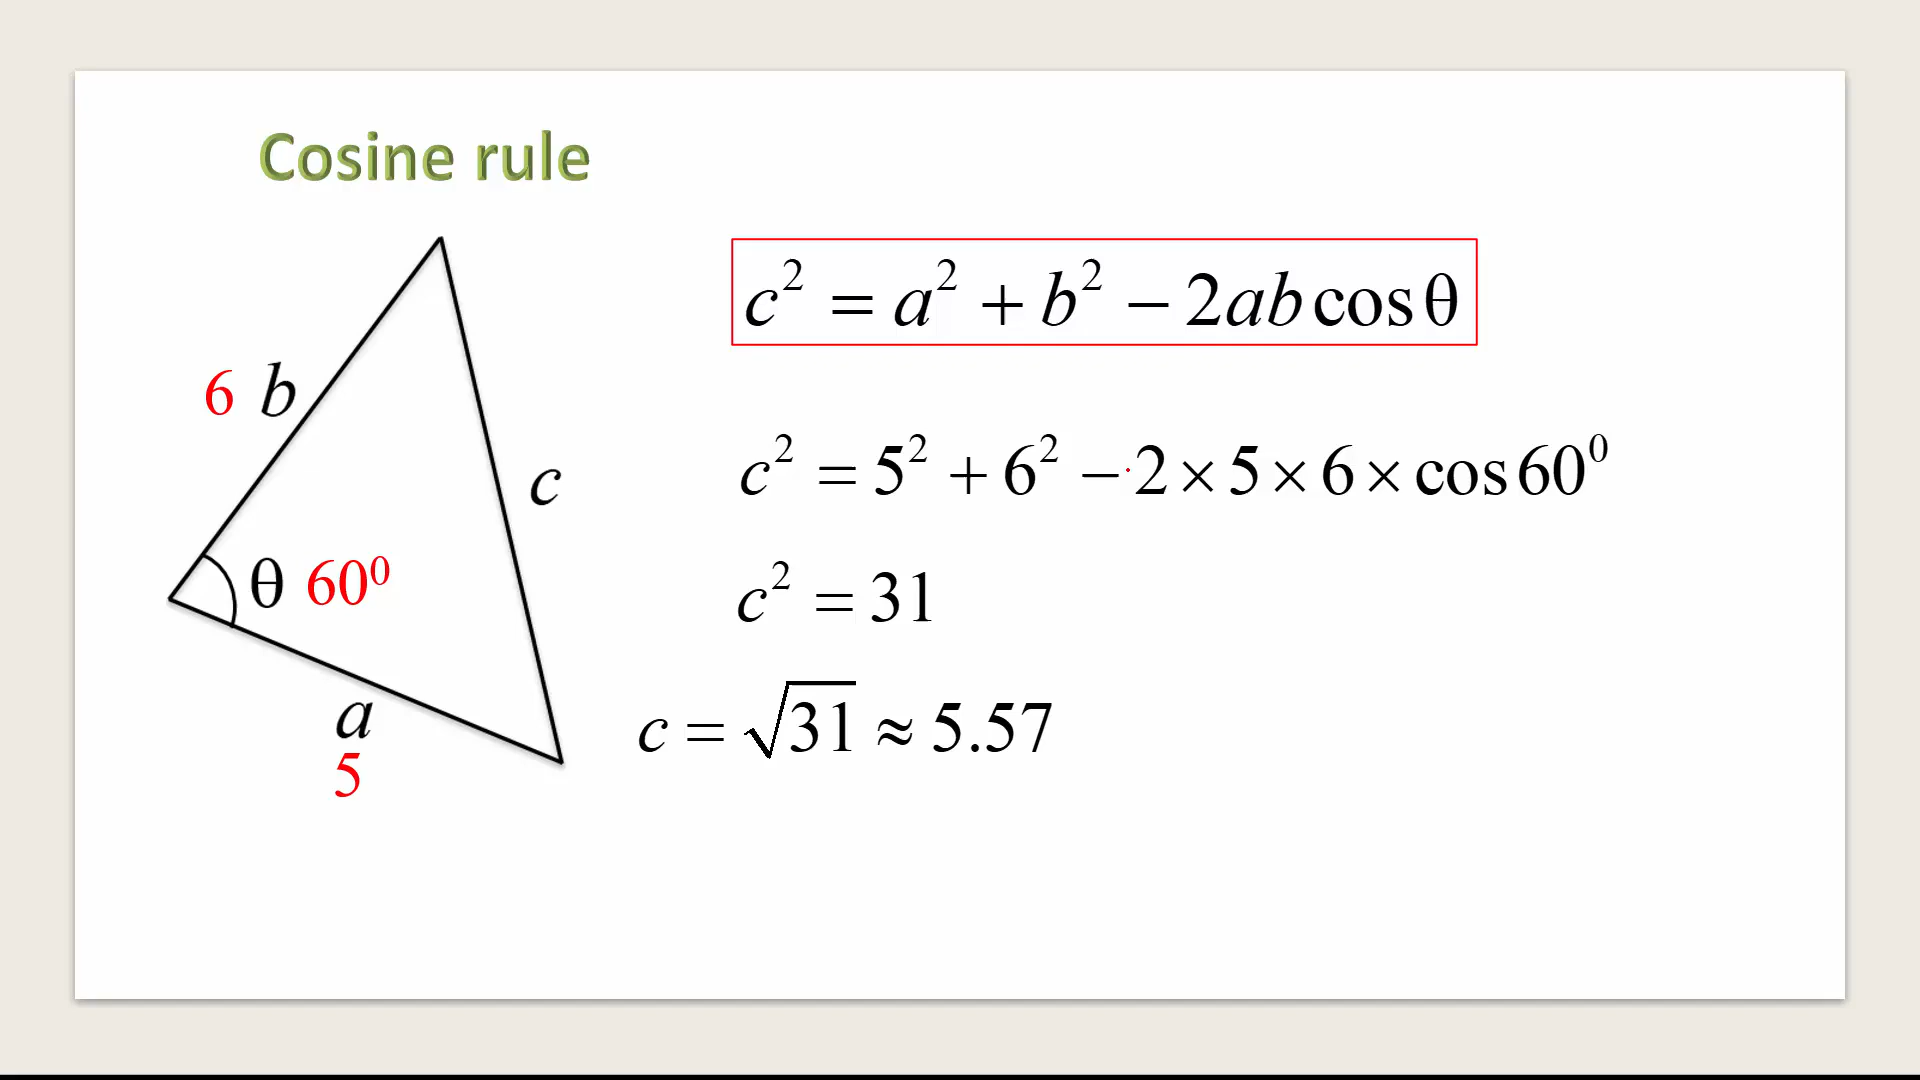 Cosine rule
c² = a² + b² − 2ab cos θ
6 b
c² = 5² + 6² − 2 × 5 × 6 × cos 60⁰
c
θ 60⁰
c² = 31
a
c = √31 ≈ 5.57
5